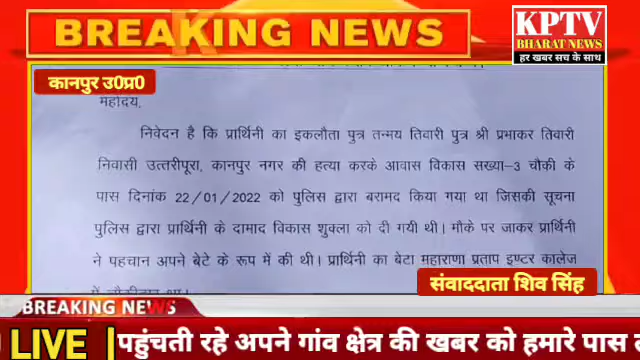 BREAKING NEWS
KPTV
BHARAT NEWS
हर खबर सच के साथ
कानपुर उ0प्र0
महोदय,
निवेदन है कि प्रार्थिनी का इकलौता पुत्र तन्मय तिवारी पुत्र श्री प्रभाकर तिवारी
निवासी उत्तरीपूरा, कानपुर नगर की हत्या करके आवास विकास सख्या-3 चौकी के
पास दिनांक 22/01/2022 को पुलिस द्वारा बरामद किया गया था जिसकी सूचना
पुलिस द्वारा प्रार्थिनी के दामाद विकास शुक्ला को दी गयी थी। मौके पर जाकर प्रार्थिनी
ने पहचान अपने बेटे के रूप में की थी। प्रार्थिनी का बेटा महाराणा प्रताप इण्टर कालेज
में चौकीदार था।
संवाददाता शिव सिंह
BREAKING NEWS
LIVE | पहुंचती रहे अपने गांव क्षेत्र की खबर को हमारे पास